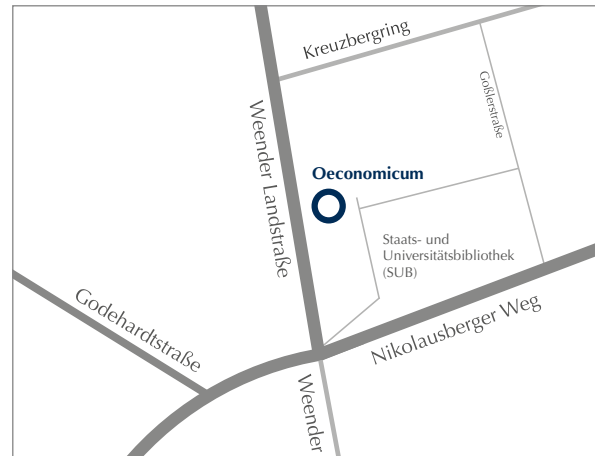 Kreuzbergring
Goßlerstraße
Weender Landstraße
Oeconomicum
Staats- und
Universitätsbibliothek
(SUB)
Godehardtstraße
Nikolausberger Weg
Weender